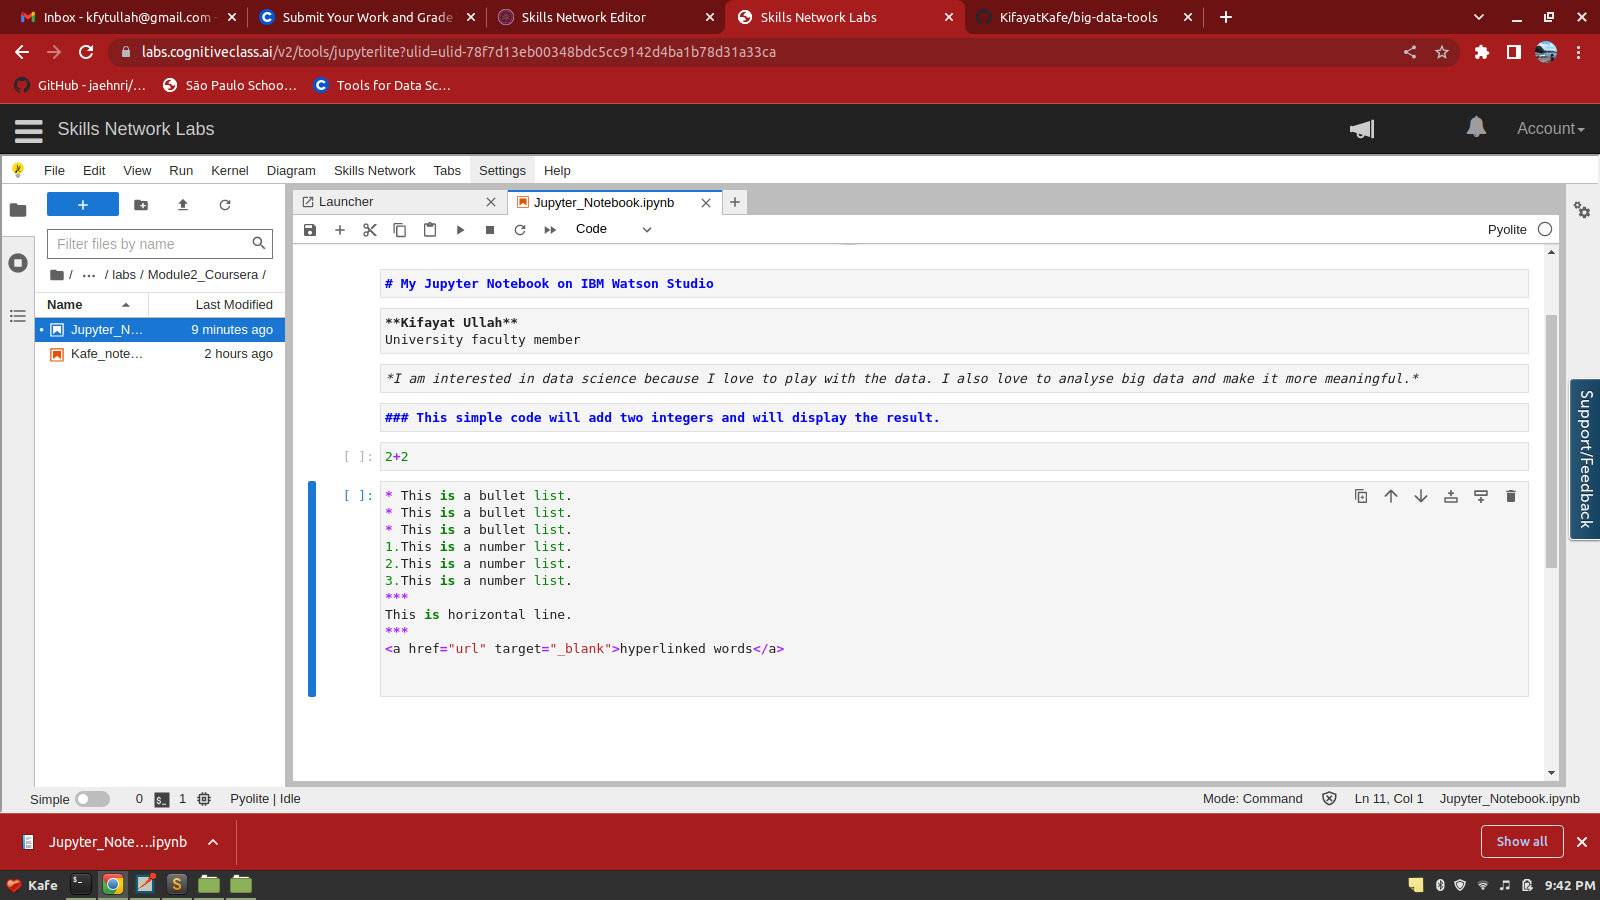 Inbox - kfytullah@gmail.com -
Submit Your Work and Grade
Skills Network Editor
Skills Network Labs
KifayatKafe/big-data-tools
labs.cognitiveclass.ai/v2/tools/jupyterlite?ulid=ulid-78f7d13eb00348bdc5cc9142d4ba1b78d31a33ca
GitHub - jaehnri/...
São Paulo Schoo...
Tools for Data Sc...
Skills Network Labs
Account
File Edit View Run Kernel Diagram Skills Network Tabs Settings Help
Launcher
Jupyter_Notebook.ipynb
Code
Pyolite
Filter files by name
/ ... / labs / Module2_Coursera /
Name Last Modified
Jupyter_N... 9 minutes ago
Kafe_note... 2 hours ago
# My Jupyter Notebook on IBM Watson Studio
**Kifayat Ullah**
University faculty member
*I am interested in data science because I love to play with the data. I also love to analyse big data and make it more meaningful.*
### This simple code will add two integers and will display the result.
[ ]: 2+2
[ ]: * This is a bullet list.
* This is a bullet list.
* This is a bullet list.
1.This is a number list.
2.This is a number list.
3.This is a number list.
***
This is horizontal line.
***
<a href="url" target="_blank">hyperlinked words</a>
Support/Feedback
Simple 0 1 Pyolite | Idle
Mode: Command Ln 11, Col 1 Jupyter_Notebook.ipynb
Jupyter_Note....ipynb
Show all
Kafe
9:42 PM